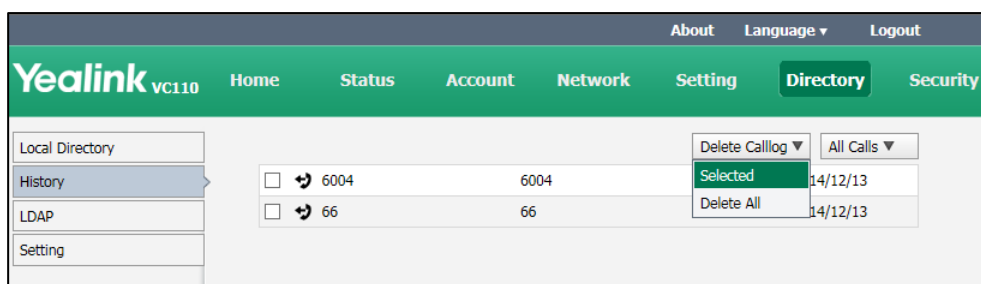 About Language ▾ Logout
Yealink VC110 Home Status Account Network Setting Directory Security
Local Directory Delete Calllog ▼ All Calls ▼
History 6004 6004 Selected 14/12/13
LDAP 66 66 Delete All 14/12/13
Setting